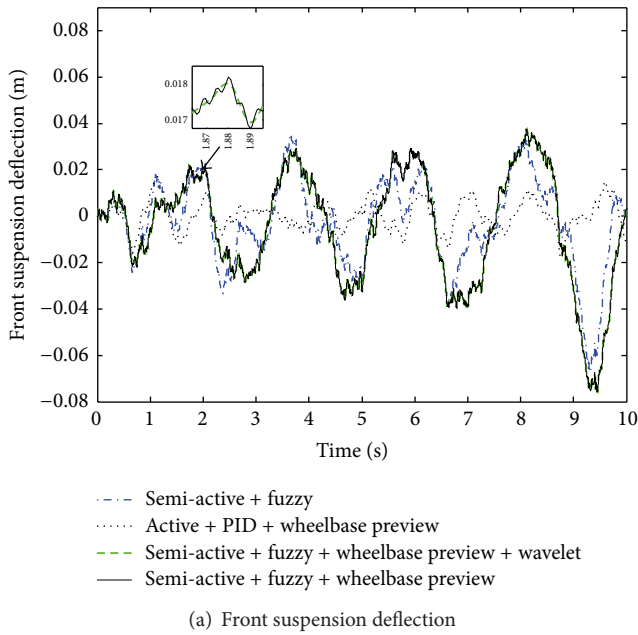 0.08
0.06
0.04
0.02
0
−0.02
−0.04
−0.06
−0.08
Front suspension deflection (m)
0.018
0.017
1.87
1.88
1.89
0 1 2 3 4 5 6 7 8 9 10
Time (s)
Semi-active + fuzzy
Active + PID + wheelbase preview
Semi-active + fuzzy + wheelbase preview + wavelet
Semi-active + fuzzy + wheelbase preview
(a) Front suspension deflection